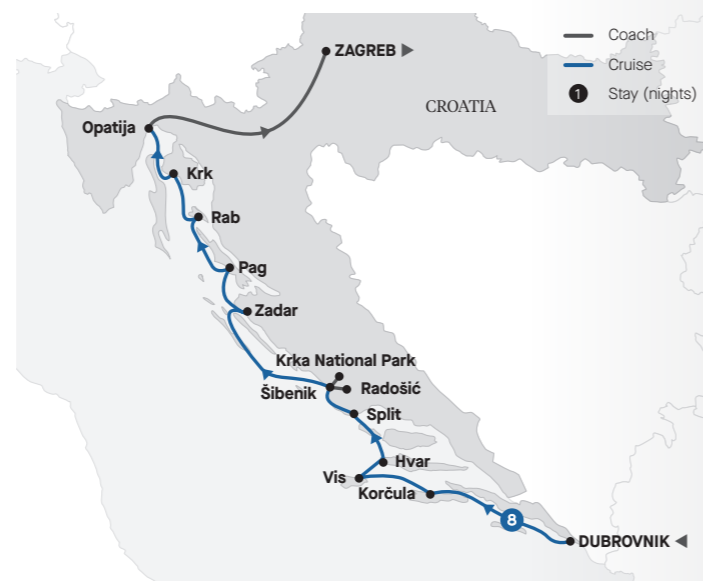 Coach
Cruise
1 Stay (nights)
ZAGREB
CROATIA
Opatija
Krk
Rab
Pag
Zadar
Krka National Park
Šibenik
Radošić
Split
Hvar
Vis
Korčula
8
DUBROVNIK